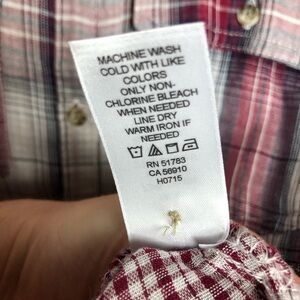 MACHINE WASH
COLD WITH LIKE
COLORS
ONLY NON-
CHLORINE BLEACH
WHEN NEEDED
LINE DRY
WARM IRON IF
NEEDED
RN 51783
CA 56910
H0715